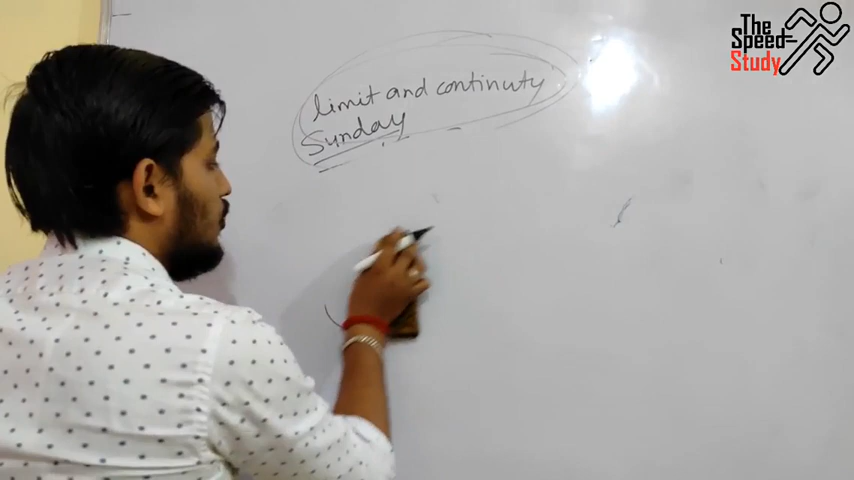 The
Speed
Study
limit and continuty
Sunday